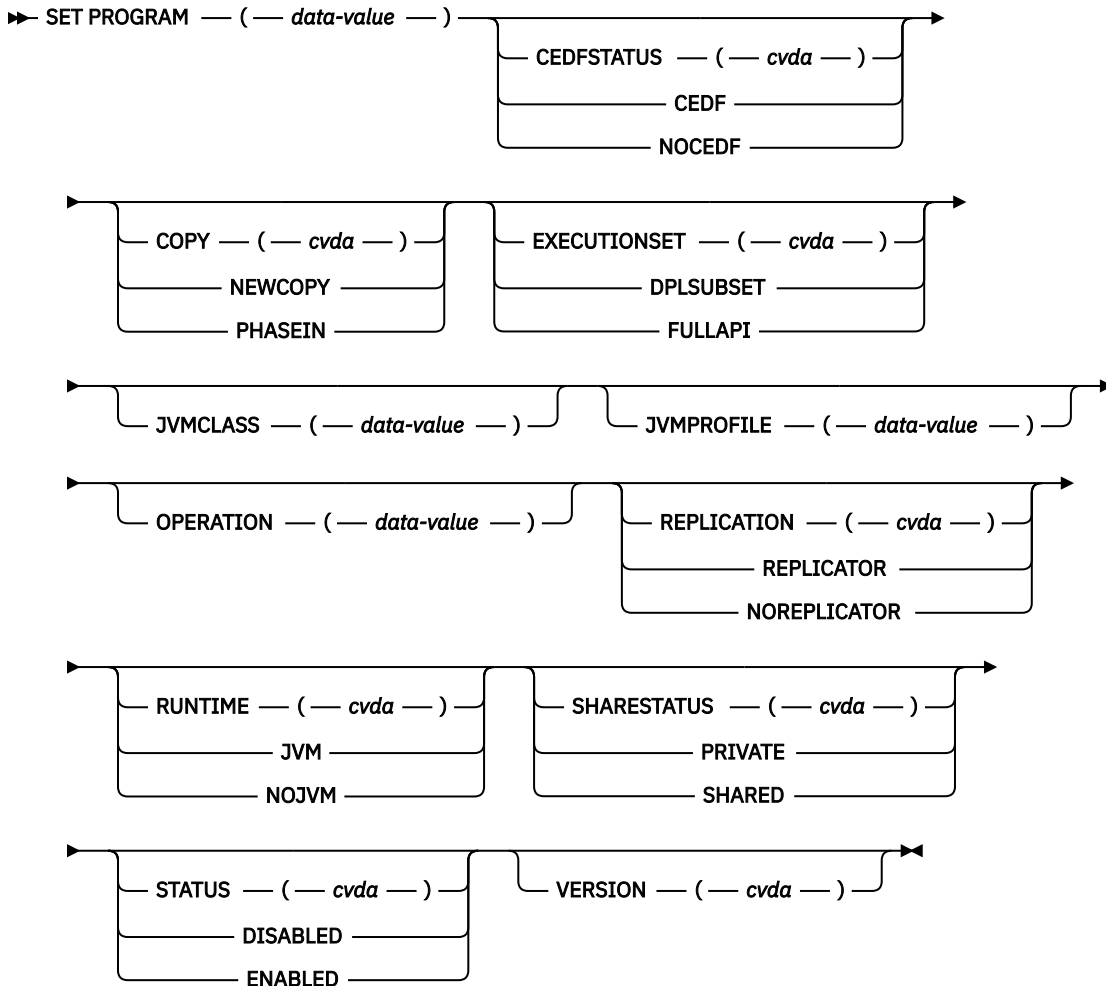 SET PROGRAM ( data-value )
CEDFSTATUS ( cvda )
CEDF
NOCEDF
COPY ( cvda )
NEWCOPY
PHASEIN
EXECUTIONSET ( cvda )
DPLSUBSET
FULLAPI
JVMCLASS ( data-value )
JVMPROFILE ( data-value )
OPERATION ( data-value )
REPLICATION ( cvda )
REPLICATOR
NOREPLICATOR
RUNTIME ( cvda )
JVM
NOJVM
SHARESTATUS ( cvda )
PRIVATE
SHARED
STATUS ( cvda )
DISABLED
ENABLED
VERSION ( cvda )